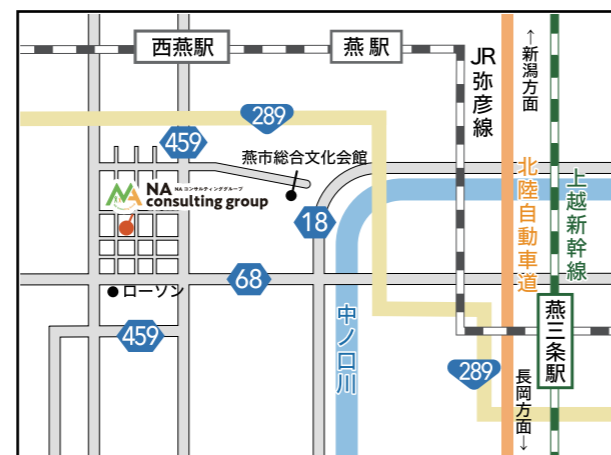 西燕駅
燕駅
JR弥彦線
↑新潟方面
289
459
燕市総合文化会館
NA NAコンサルティンググループ
consulting group
18
北陸自動車道
上越新幹線
68
ローソン
459
中ノ口川
燕三条駅
289
長岡方面↓